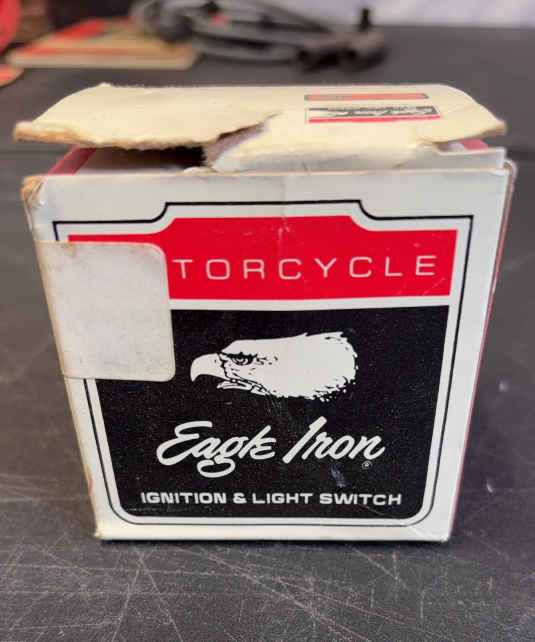 TORCYCLE
Eagle Iron®
IGNITION & LIGHT SWITCH